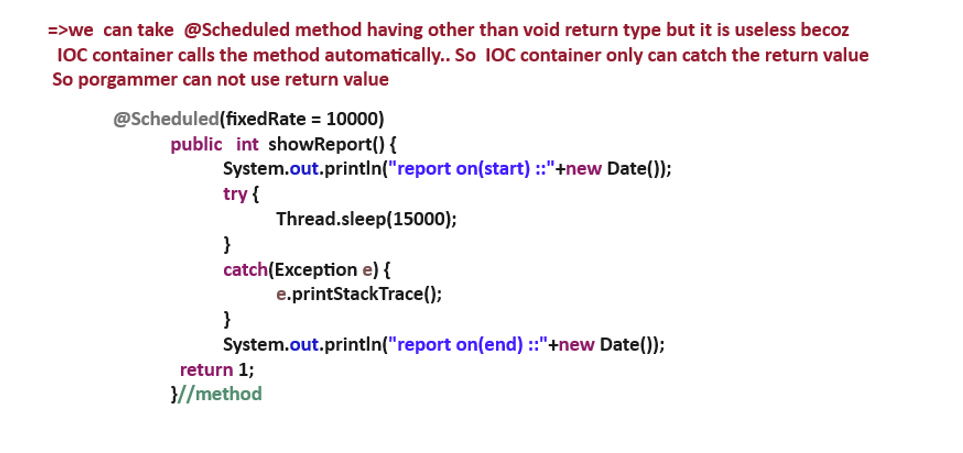 =>we can take @Scheduled method having other than void return type but it is useless becoz
IOC container calls the method automatically.. So IOC container only can catch the return value
So porgammer can not use return value
@Scheduled(fixedRate = 10000)
public int showReport() {
System.out.println("report on(start) ::"+new Date());
try {
Thread.sleep(15000);
}
catch(Exception e) {
e.printStackTrace();
}
System.out.println("report on(end) ::"+new Date());
return 1;
}//method